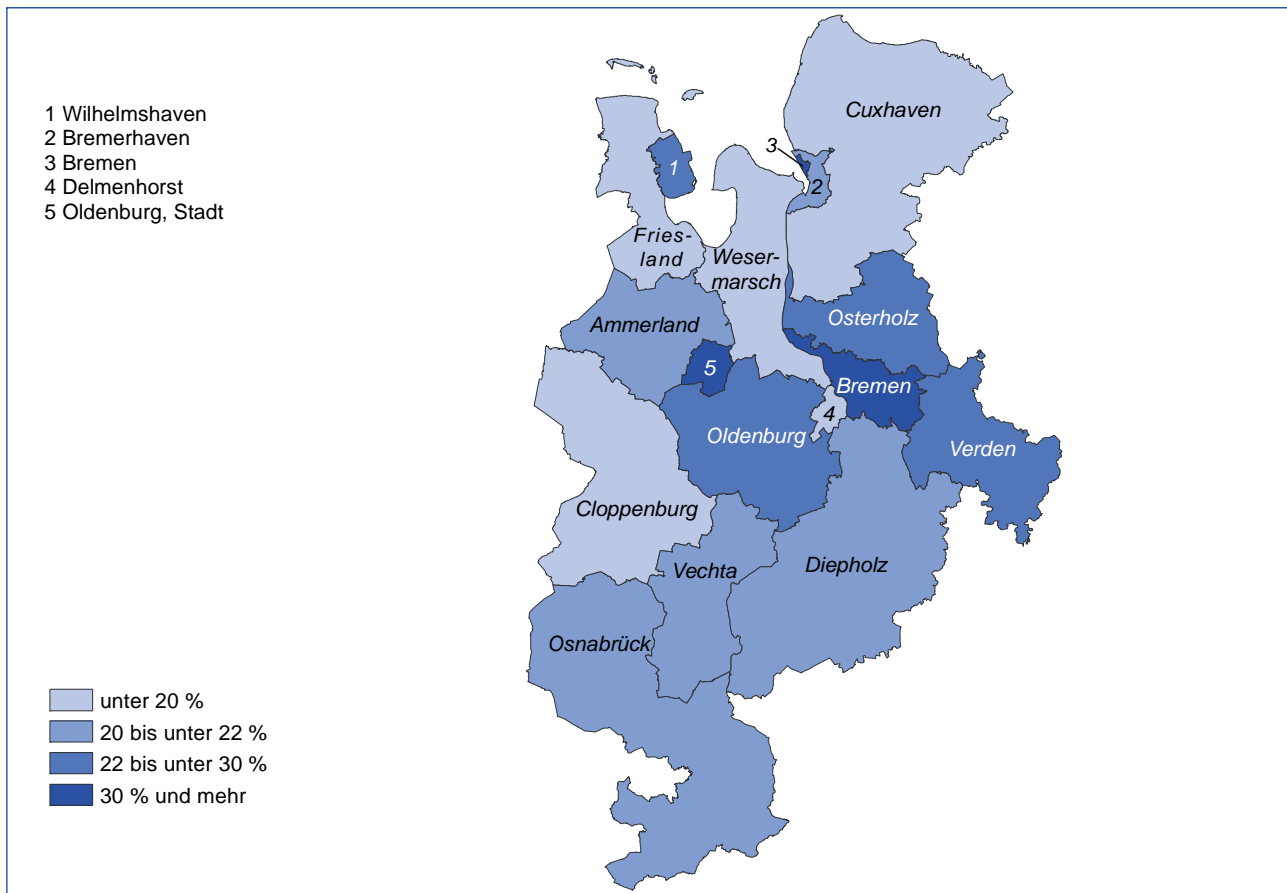 1 Wilhelmshaven
2 Bremerhaven
3 Bremen
4 Delmenhorst
5 Oldenburg, Stadt
Cuxhaven
3
1
2
Fries-
land
Weser-
marsch
Osterholz
Ammerland
5
Bremen
4
Oldenburg
Verden
Cloppenburg
Vechta
Diepholz
Osnabrück
unter 20 %
20 bis unter 22 %
22 bis unter 30 %
30 % und mehr